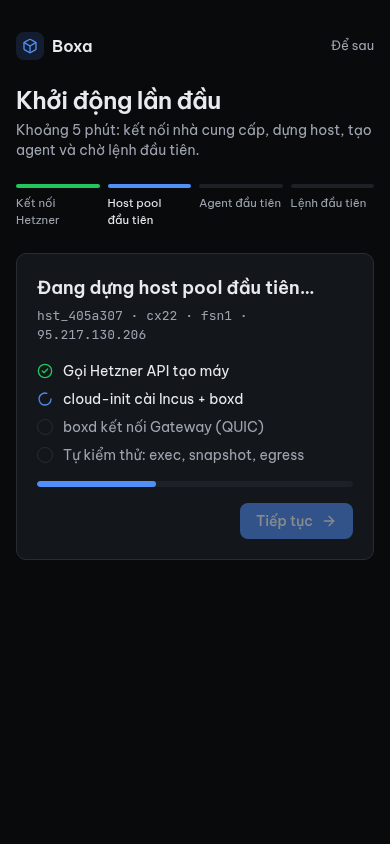 Boxa
Để sau
Khởi động lần đầu
Khoảng 5 phút: kết nối nhà cung cấp, dựng host, tạo
agent và chờ lệnh đầu tiên.
Kết nối
Hetzner
Host pool
đầu tiên
Agent đầu tiên
Lệnh đầu tiên
Đang dựng host pool đầu tiên…
hst_405a307 · cx22 · fsn1 ·
95.217.130.206
Gọi Hetzner API tạo máy
cloud-init cài Incus + boxd
boxd kết nối Gateway (QUIC)
Tự kiểm thử: exec, snapshot, egress
Tiếp tục →